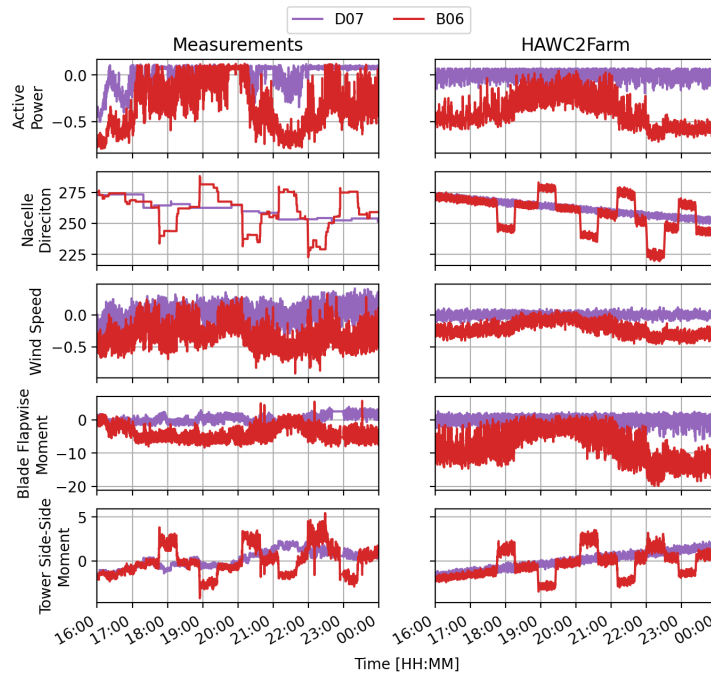 D07 B06
Measurements HAWC2Farm
Active
Power
0.0
−0.5
Nacelle
Direciton
275
250
225
Wind Speed
0.0
−0.5
Blade Flapwise
Moment
0
−10
−20
Tower Side-Side
Moment
5
0
16:00 17:00 18:00 19:00 20:00 21:00 22:00 23:00 00:00 16:00 17:00 18:00 19:00 20:00 21:00 22:00 23:00 00:00
Time [HH:MM]